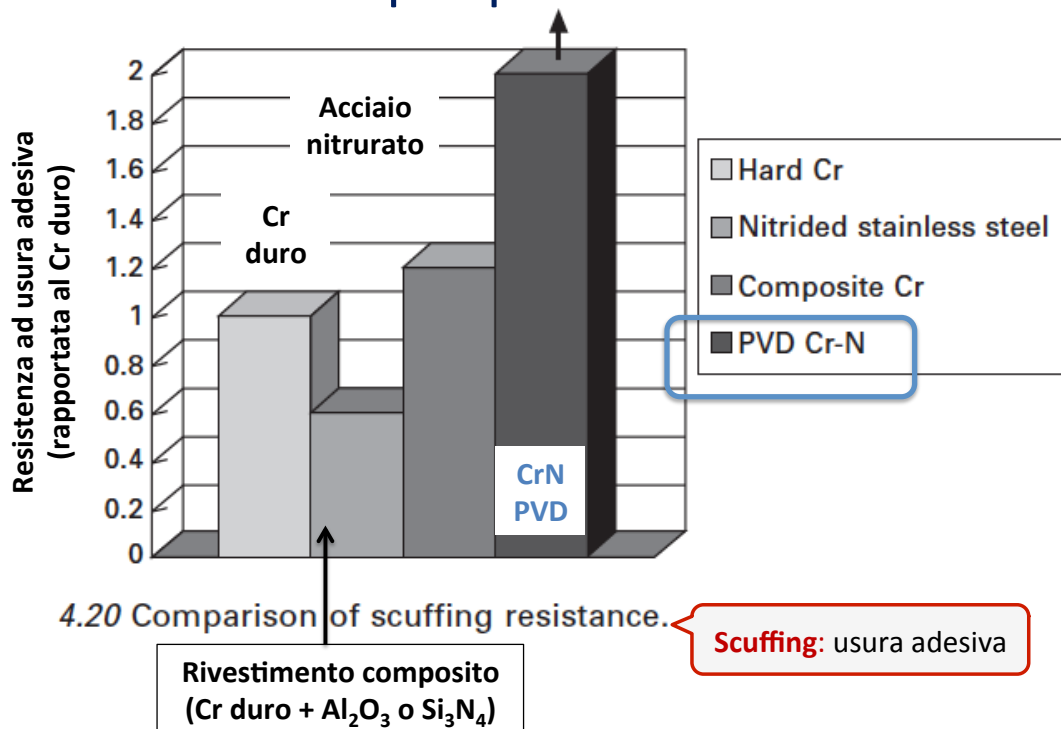 2
1.8
1.6
1.4
1.2
1
0.8
0.6
0.4
0.2
0
Resistenza ad usura adesiva
(rapportata al Cr duro)
Cr
duro
Acciaio
nitrurato
CrN
PVD
Hard Cr
Nitrided stainless steel
Composite Cr
PVD Cr-N
4.20 Comparison of scuffing resistance.
Scuffing: usura adesiva
Rivestimento composito
(Cr duro + Al₂O₃ o Si₃N₄)